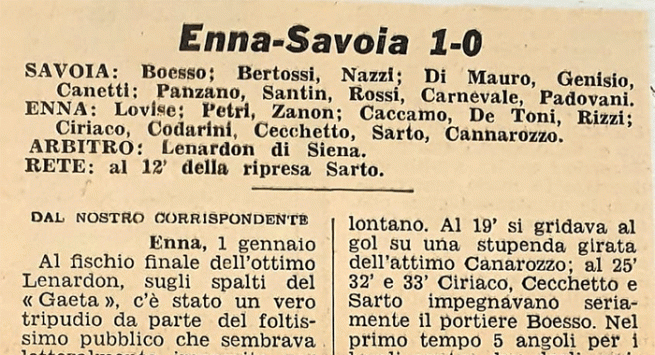 Enna-Savoia 1-0
SAVOIA: Boesso; Bertossi, Nazzi; Di Mauro, Genisio,
Canetti; Panzano, Santin, Rossi, Carnevale, Padovani.
ENNA: Lovise; Petri, Zanon; Caccamo, De Toni, Rizzi;
Ciriaco, Codarini, Cecchetto, Sarto, Cannarozzo.
ARBITRO: Lenardon di Siena.
RETE: al 12' della ripresa Sarto.
DAL NOSTRO CORRISPONDENTE
Enna, 1 gennaio
Al fischio finale dell'ottimo
Lenardon, sugli spalti del
« Gaeta », c'è stato un vero
tripudio da parte del foltis-
simo pubblico che sembrava
lontano. Al 19' si gridava al
gol su una stupenda girata
dell'attimo Canarozzo; al 25'
32' e 33' Ciriaco, Cecchetto e
Sarto impegnávano seria-
mente il portiere Boesso. Nel
primo tempo 5 angoli per i